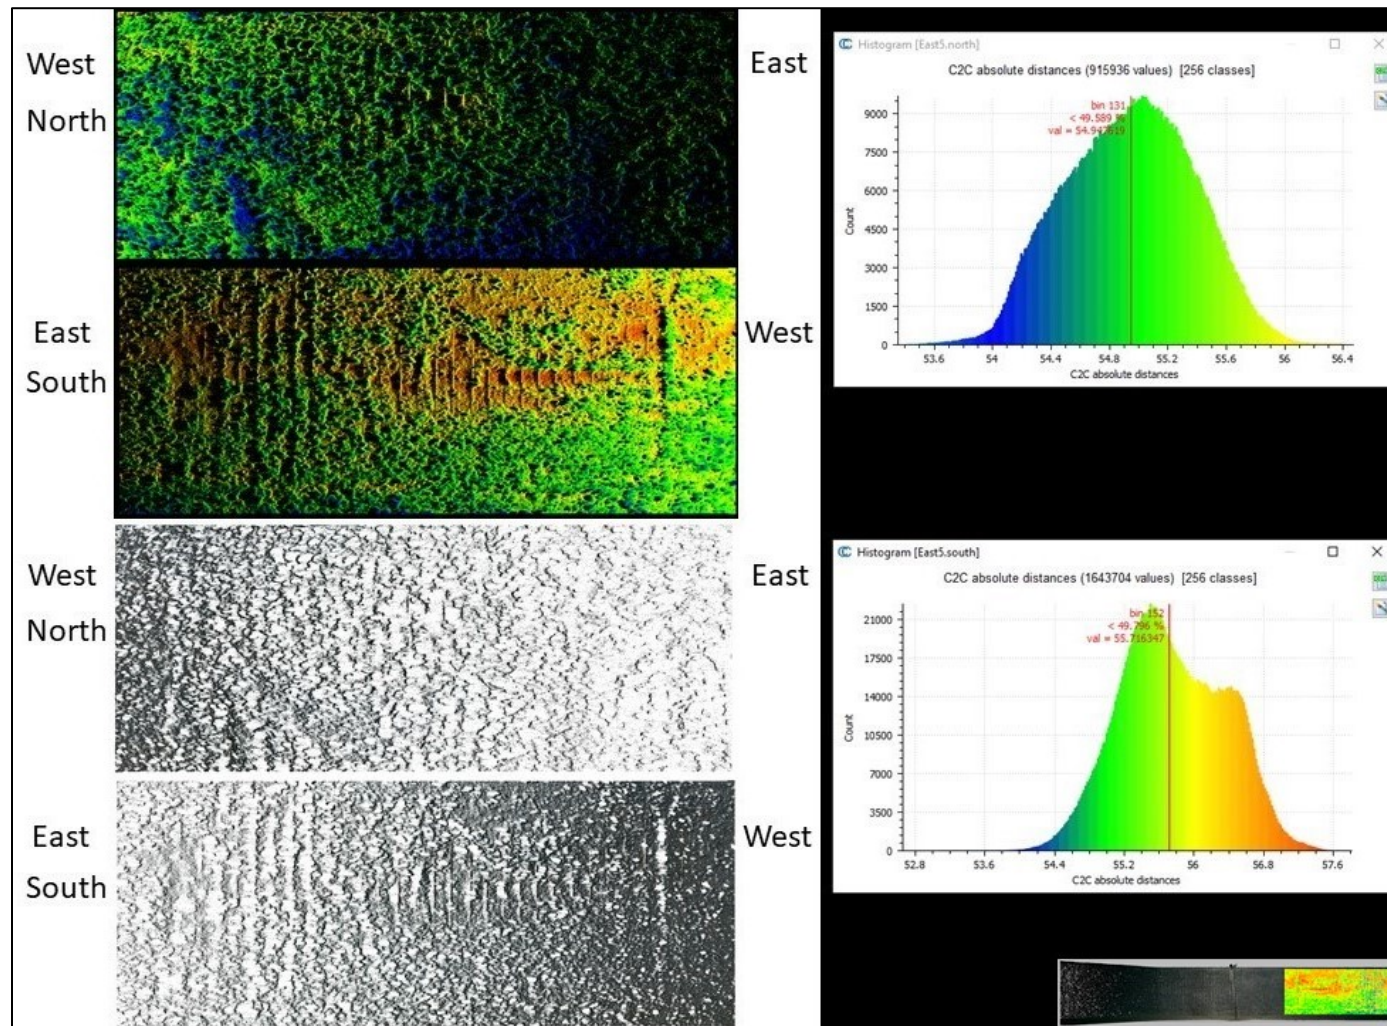 West
North
East
East
South
West
West
North
East
East
South
West
Histogram [East5.north]
C2C absolute distances (915936 values) [256 classes]
bin 131
< 49.589 %
val = 54.947619
9000
7500
6000
4500
3000
1500
0
Count
53.6 54 54.4 54.8 55.2 55.6 56 56.4
C2C absolute distances
Histogram [East5.south]
C2C absolute distances (1643704 values) [256 classes]
bin 152
< 49.796 %
val = 55.716347
21000
17500
14000
10500
7000
3500
0
Count
52.8 53.6 54.4 55.2 56 56.8 57.6
C2C absolute distances